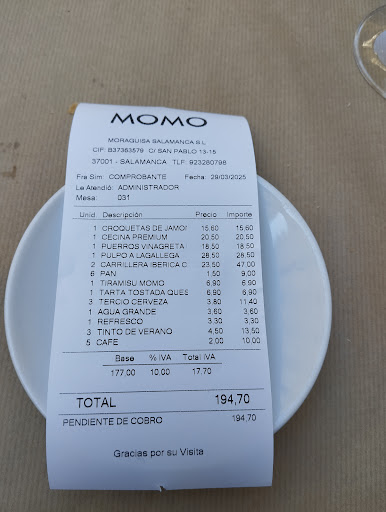 MOMO
MORAGUISA SALAMANCA S.L
CIF: B37363579 C/ SAN PABLO 13-15
37001 - SALAMANCA TLF: 923280798
Fra Sim: COMPROBANTE Fecha: 29/03/2025
Le Atendió: ADMINISTRADOR
Mesa: 031
Unid. Descripción Precio Importe
1 CROQUETAS DE JAMO 15,60 15,60
1 CECINA PREMIUM 20,50 20,50
1 PUERROS VINAGRETA 18,50 18,50
1 PULPO A LAGALLEGA 28,50 28,50
2 CARRILLERA IBERICA C 23,50 47,00
6 PAN 1,50 9,00
1 TIRAMISU MOMO 6,90 6,90
1 TARTA TOSTADA QUES 6,90 6,90
3 TERCIO CERVEZA 3,80 11,40
1 AGUA GRANDE 3,60 3,60
1 REFRESCO 3,30 3,30
3 TINTO DE VERANO 4,50 13,50
5 CAFE 2,00 10,00
Base % IVA Total IVA
177,00 10,00 17,70
TOTAL 194,70
PENDIENTE DE COBRO 194,70
Gracias por su Visita